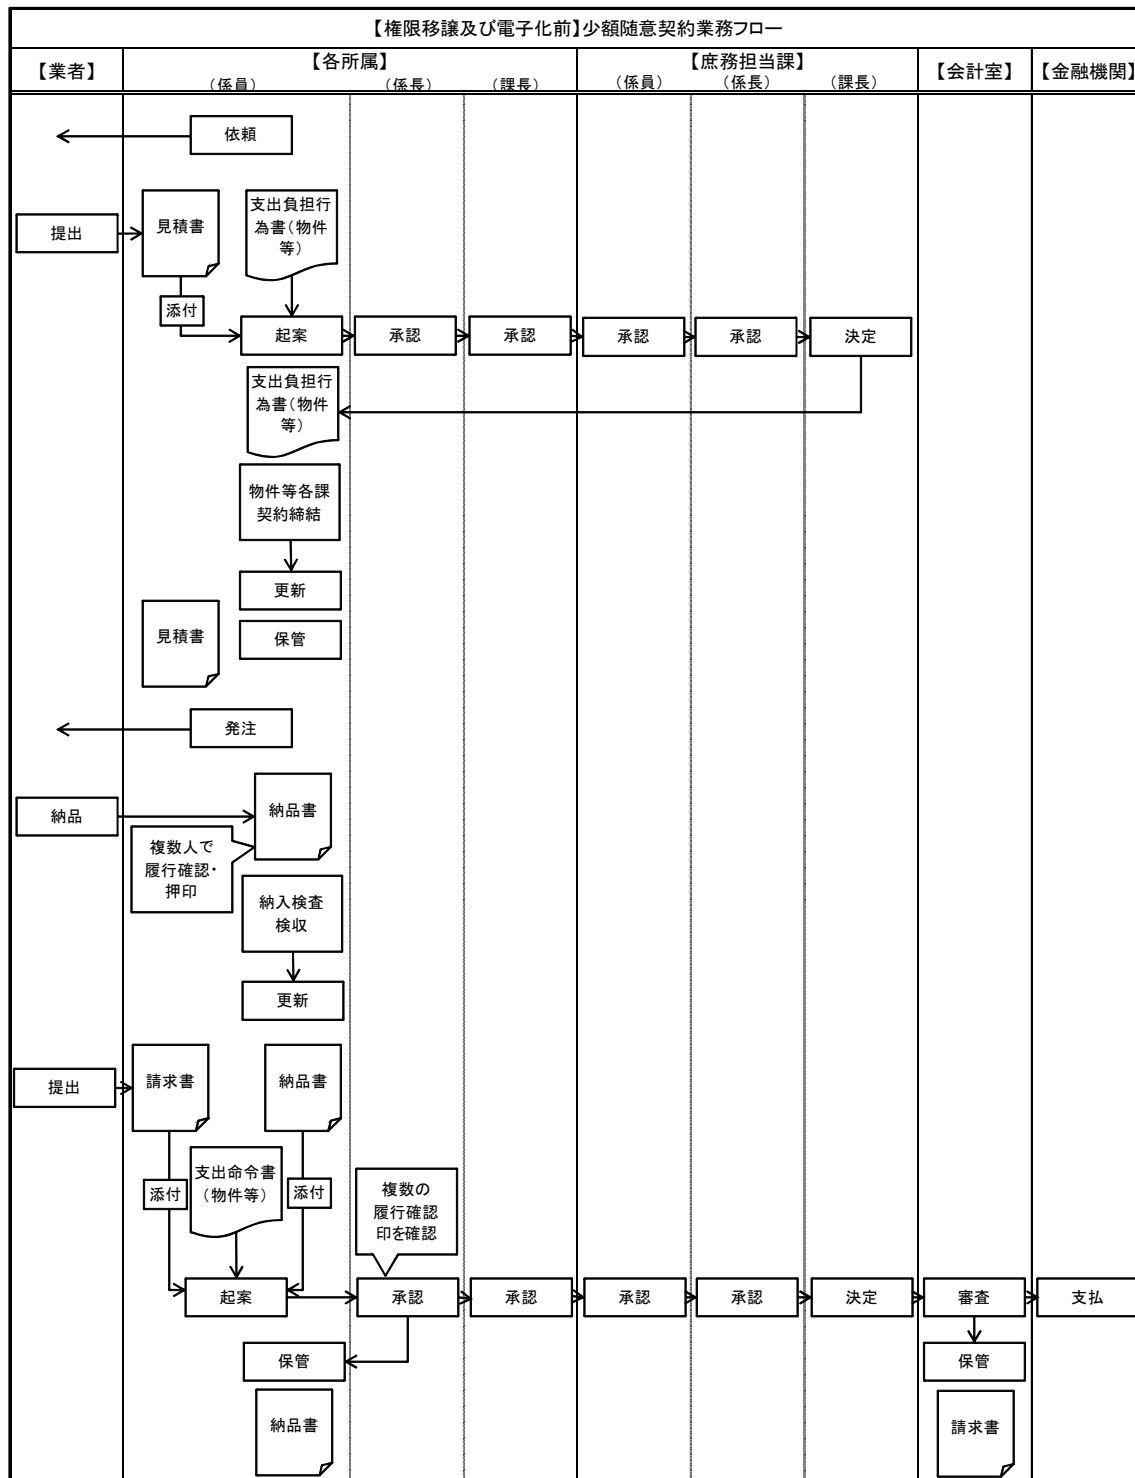 【権限移譲及び電子化前】少額随意契約業務フロー
【業者】
【各所属】
【庶務担当課】
【会計室】
【金融機関】
(係員)
(係長)
(課長)
(係員)
(係長)
(課長)
依頼
提出
見積書
支出負担行
為書(物件
等)
添付
起案
承認
承認
承認
承認
決定
支出負担行
為書(物件
等)
物件等各課
契約締結
更新
見積書
保管
発注
納品
納品書
複数人で
履行確認・
押印
納入検査
検収
更新
提出
請求書
納品書
添付
支出命令書
(物件等)
添付
複数の
履行確認
印を確認
起案
承認
承認
承認
承認
決定
審査
支払
保管
保管
納品書
請求書